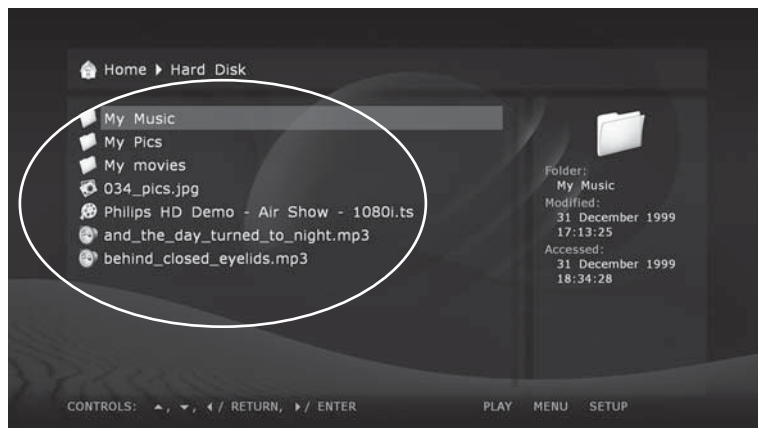 Home ▶ Hard Disk
My Music
My Pics
My movies
034_pics.jpg
Philips HD Demo - Air Show - 1080i.ts
and_the_day_turned_to_night.mp3
behind_closed_eyelids.mp3
Folder:
My Music
Modified:
31 December 1999
17:13:25
Accessed:
31 December 1999
18:34:28
CONTROLS: ▲, ▼, ◀ / RETURN, ▶ / ENTER PLAY MENU SETUP